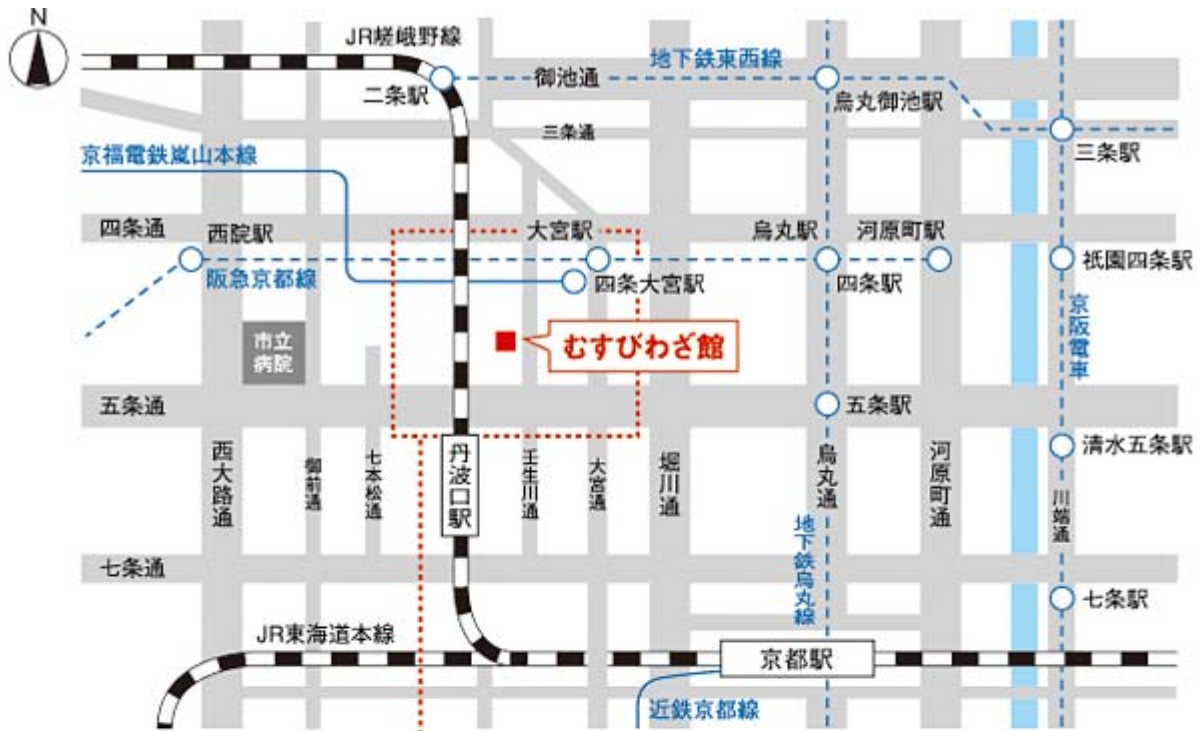 N
JR嵯峨野線
二条駅
御池通
地下鉄東西線
烏丸御池駅
三条通
三条駅
京福電鉄嵐山本線
四条通
西院駅
大宮駅
烏丸駅
河原町駅
阪急京都線
四条大宮駅
四条駅
祇園四条駅
市立
病院
むすびわざ館
京阪電車
五条通
五条駅
清水五条駅
西大路通
御前通
七本松通
丹波口駅
壬生川通
大宮通
堀川通
烏丸通
河原町通
川端通
地下鉄烏丸線
七条通
七条駅
JR東海道本線
京都駅
近鉄京都線